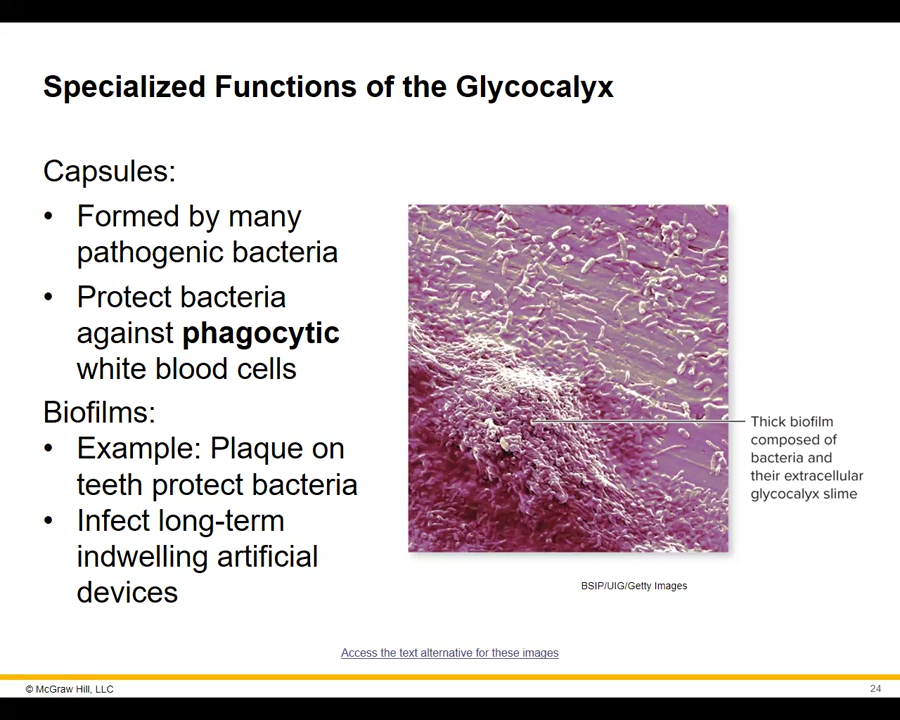 Specialized Functions of the Glycocalyx
Capsules:
• Formed by many
pathogenic bacteria
• Protect bacteria
against phagocytic
white blood cells
Biofilms:
• Example: Plaque on
teeth protect bacteria
• Infect long-term
indwelling artificial
devices
Thick biofilm
composed of
bacteria and
their extracellular
glycocalyx slime
BSIP/UIG/Getty Images
Access the text alternative for these images
© McGraw Hill, LLC
24